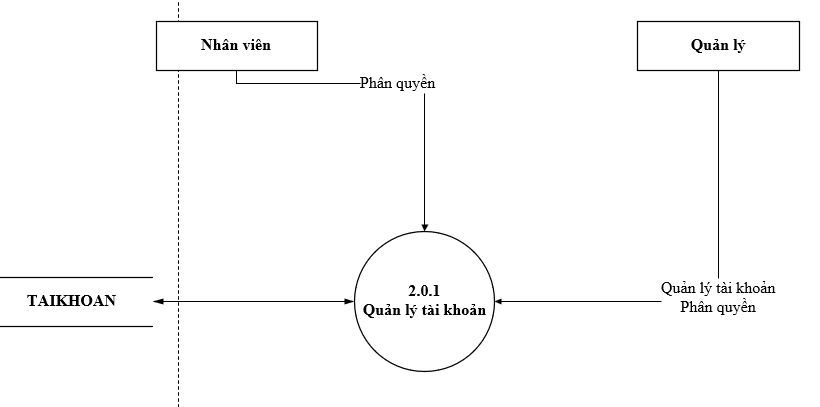 Nhân viên
Quản lý
Phân quyền
2.0.1
Quản lý tài khoản
TAIKHOAN
Quản lý tài khoản
Phân quyền